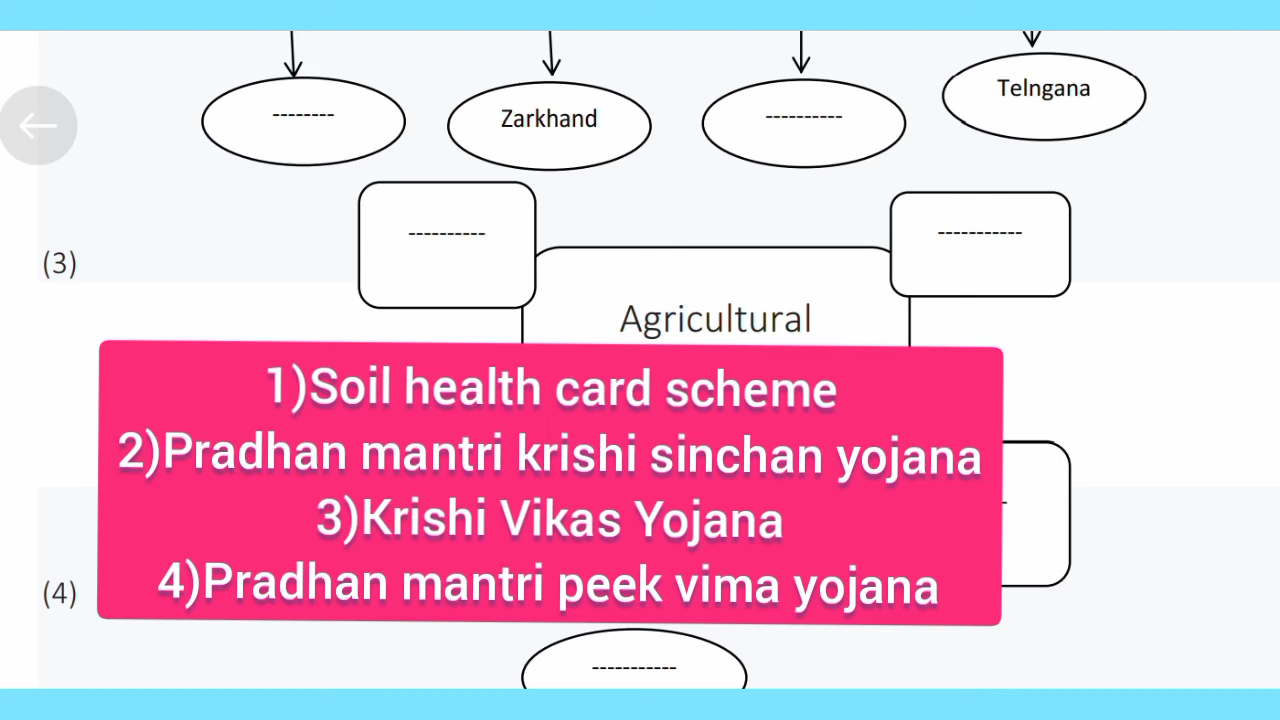 --------
Zarkhand
----------
Telngana
----------
-----------
(3)
Agricultural
1)Soil health card scheme
2)Pradhan mantri krishi sinchan yojana
3)Krishi Vikas Yojana
4)Pradhan mantri peek vima yojana
(4)
-----------